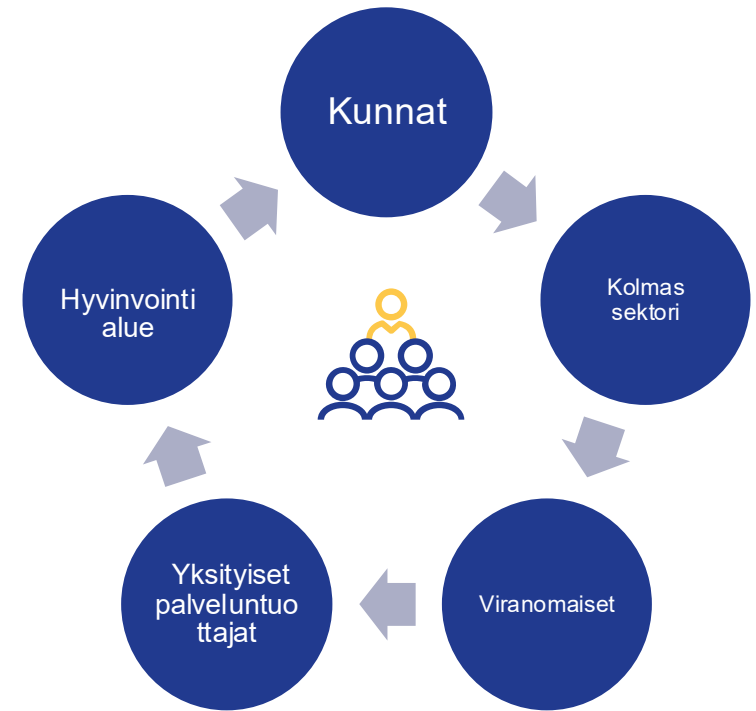 Kunnat
Kolmas
sektori
Viranomaiset
Yksityiset
palveluntuo
ttajat
Hyvinvointi
alue